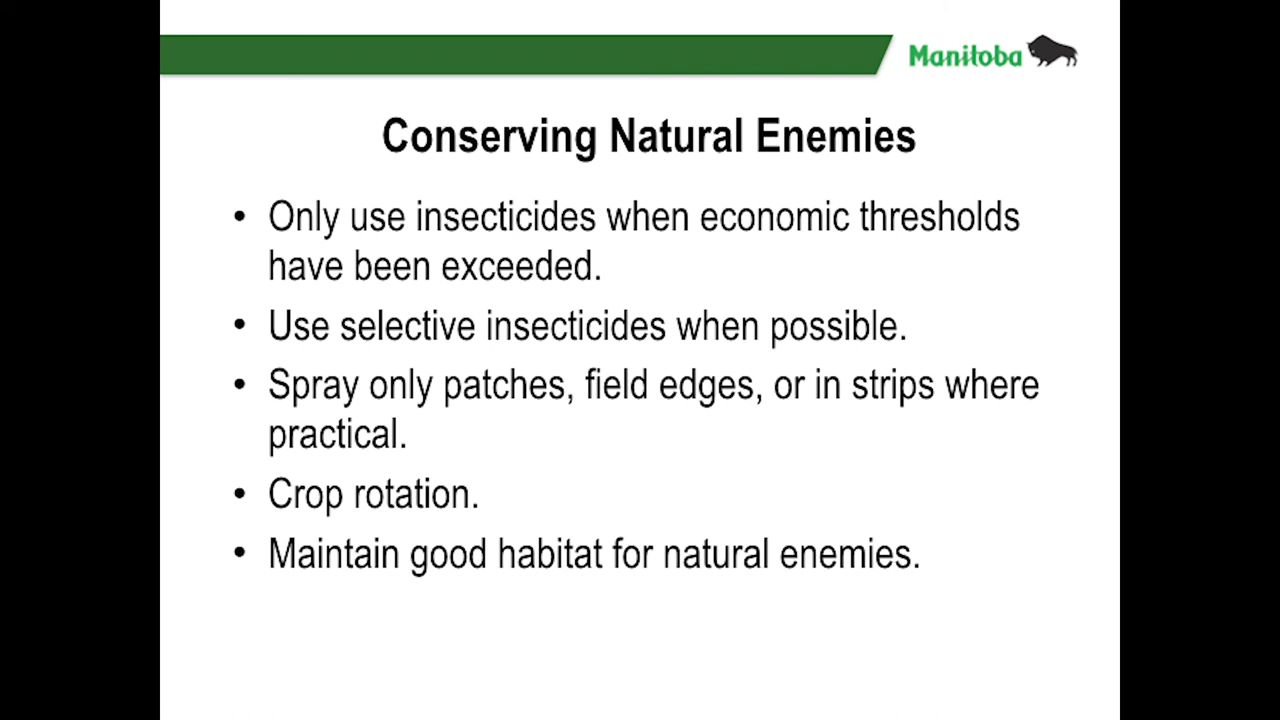 Manitoba
Conserving Natural Enemies
• Only use insecticides when economic thresholds
have been exceeded.
• Use selective insecticides when possible.
• Spray only patches, field edges, or in strips where
practical.
• Crop rotation.
• Maintain good habitat for natural enemies.